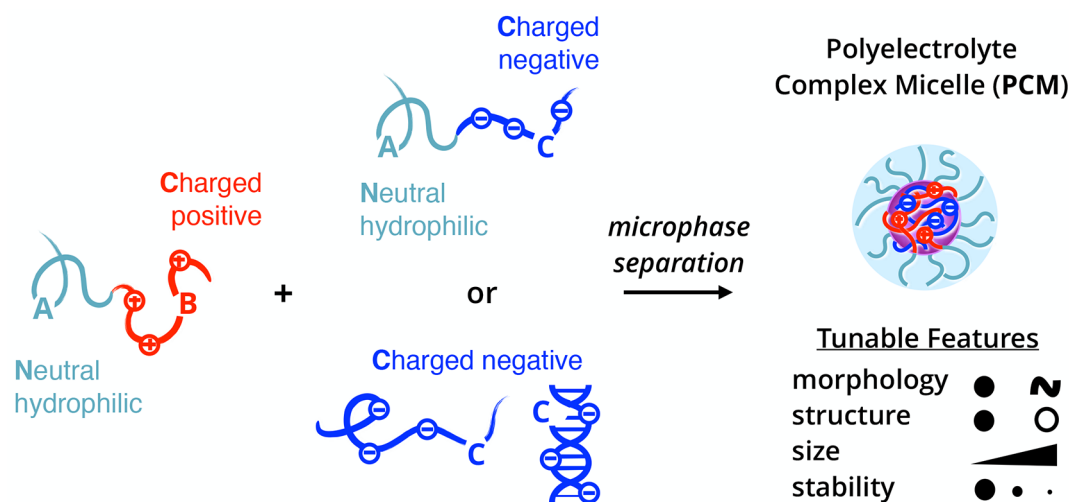 Charged
negative
A
C
Neutral
hydrophilic
Charged
positive
A
B
Neutral
hydrophilic
+
or
Charged negative
C
C
microphase
separation
Polyelectrolyte
Complex Micelle (PCM)
Tunable Features
morphology
structure
size
stability